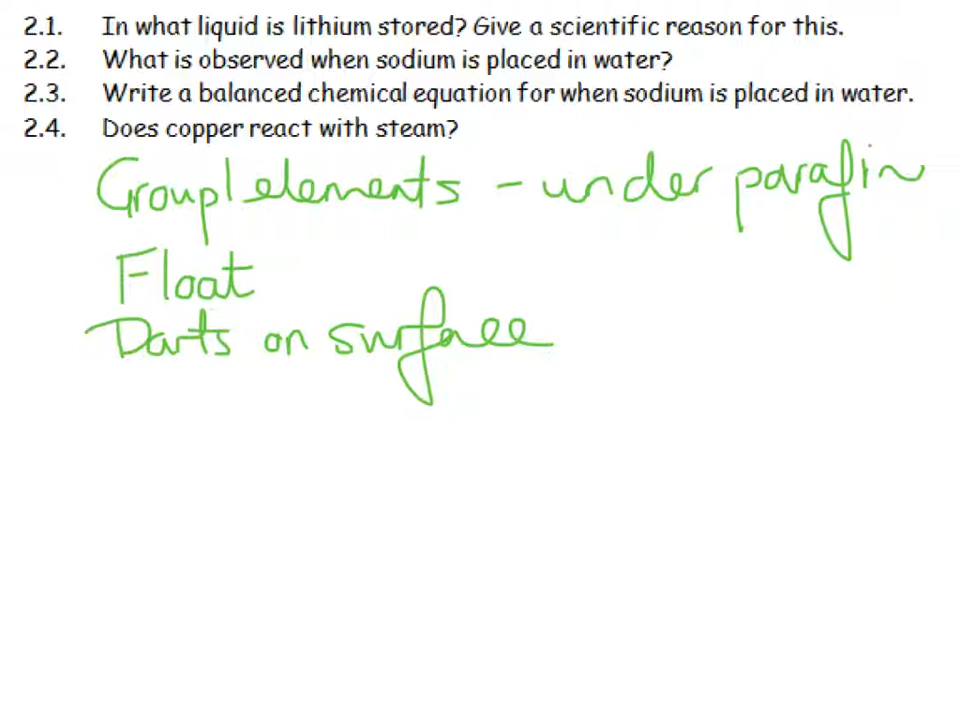 2.1. In what liquid is lithium stored? Give a scientific reason for this.
2.2. What is observed when sodium is placed in water?
2.3. Write a balanced chemical equation for when sodium is placed in water.
2.4. Does copper react with steam?
Group 1 elements - under parafin
Float
Darts on surface